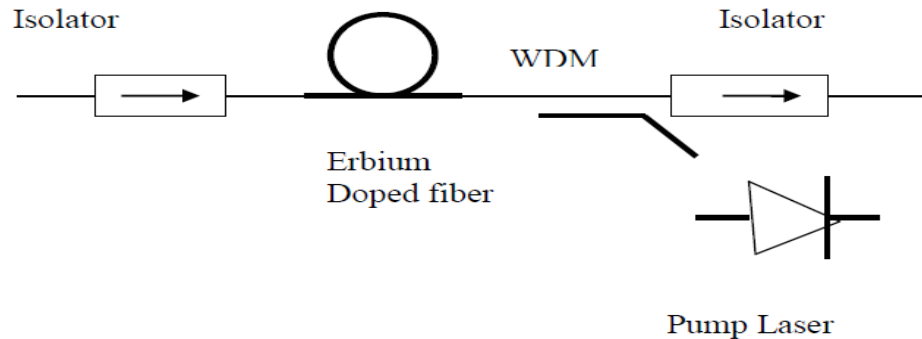 Isolator
Isolator
WDM
Erbium
Doped fiber
Pump Laser